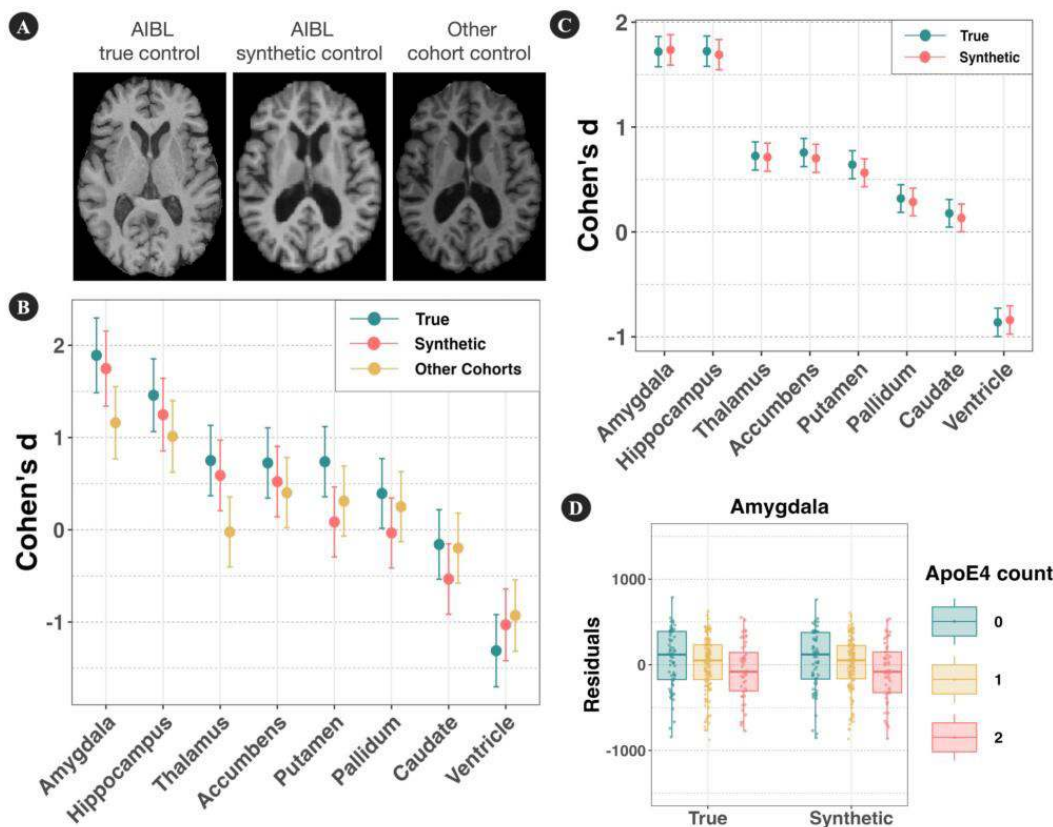 A
AIBL
true control
AIBL
synthetic control
Other
cohort control
B
True
Synthetic
Other Cohorts
2
1
0
-1
Cohen's d
Amygdala
Hippocampus
Thalamus
Accumbens
Putamen
Pallidum
Caudate
Ventricle
C
True
Synthetic
2
1
0
-1
Cohen's d
Amygdala
Hippocampus
Thalamus
Accumbens
Putamen
Pallidum
Caudate
Ventricle
D
Amygdala
1000
0
-1000
Residuals
True
Synthetic
ApoE4 count
0
1
2